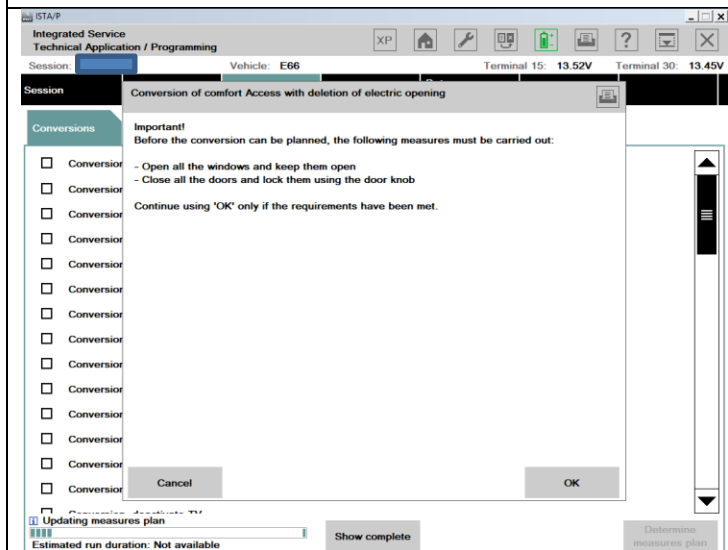 ISTA/P
Integrated Service
Technical Application / Programming
XP
?
Session:
Vehicle: E66
Terminal 15: 13.52V
Terminal 30: 13.45V
Session
Conversion of comfort Access with deletion of electric opening
Conversions
Important!
Before the conversion can be planned, the following measures must be carried out:
- Open all the windows and keep them open
- Close all the doors and lock them using the door knob
Continue using 'OK' only if the requirements have been met.
Conversion
Conversion
Conversion
Conversion
Conversion
Conversion
Conversion
Conversion
Conversion
Conversion
Conversion
Conversion
Conversion
Conversion
Cancel
OK
Updating measures plan
Estimated run duration: Not available
Show complete
Determine
measures plan